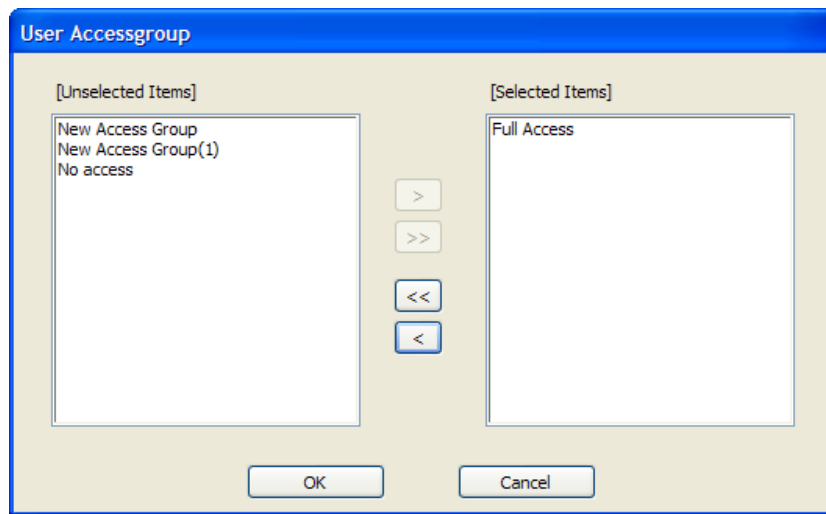 User Accessgroup
[Unselected Items]
[Selected Items]
New Access Group
New Access Group(1)
No access
Full Access
>
>>
<<
<
OK
Cancel